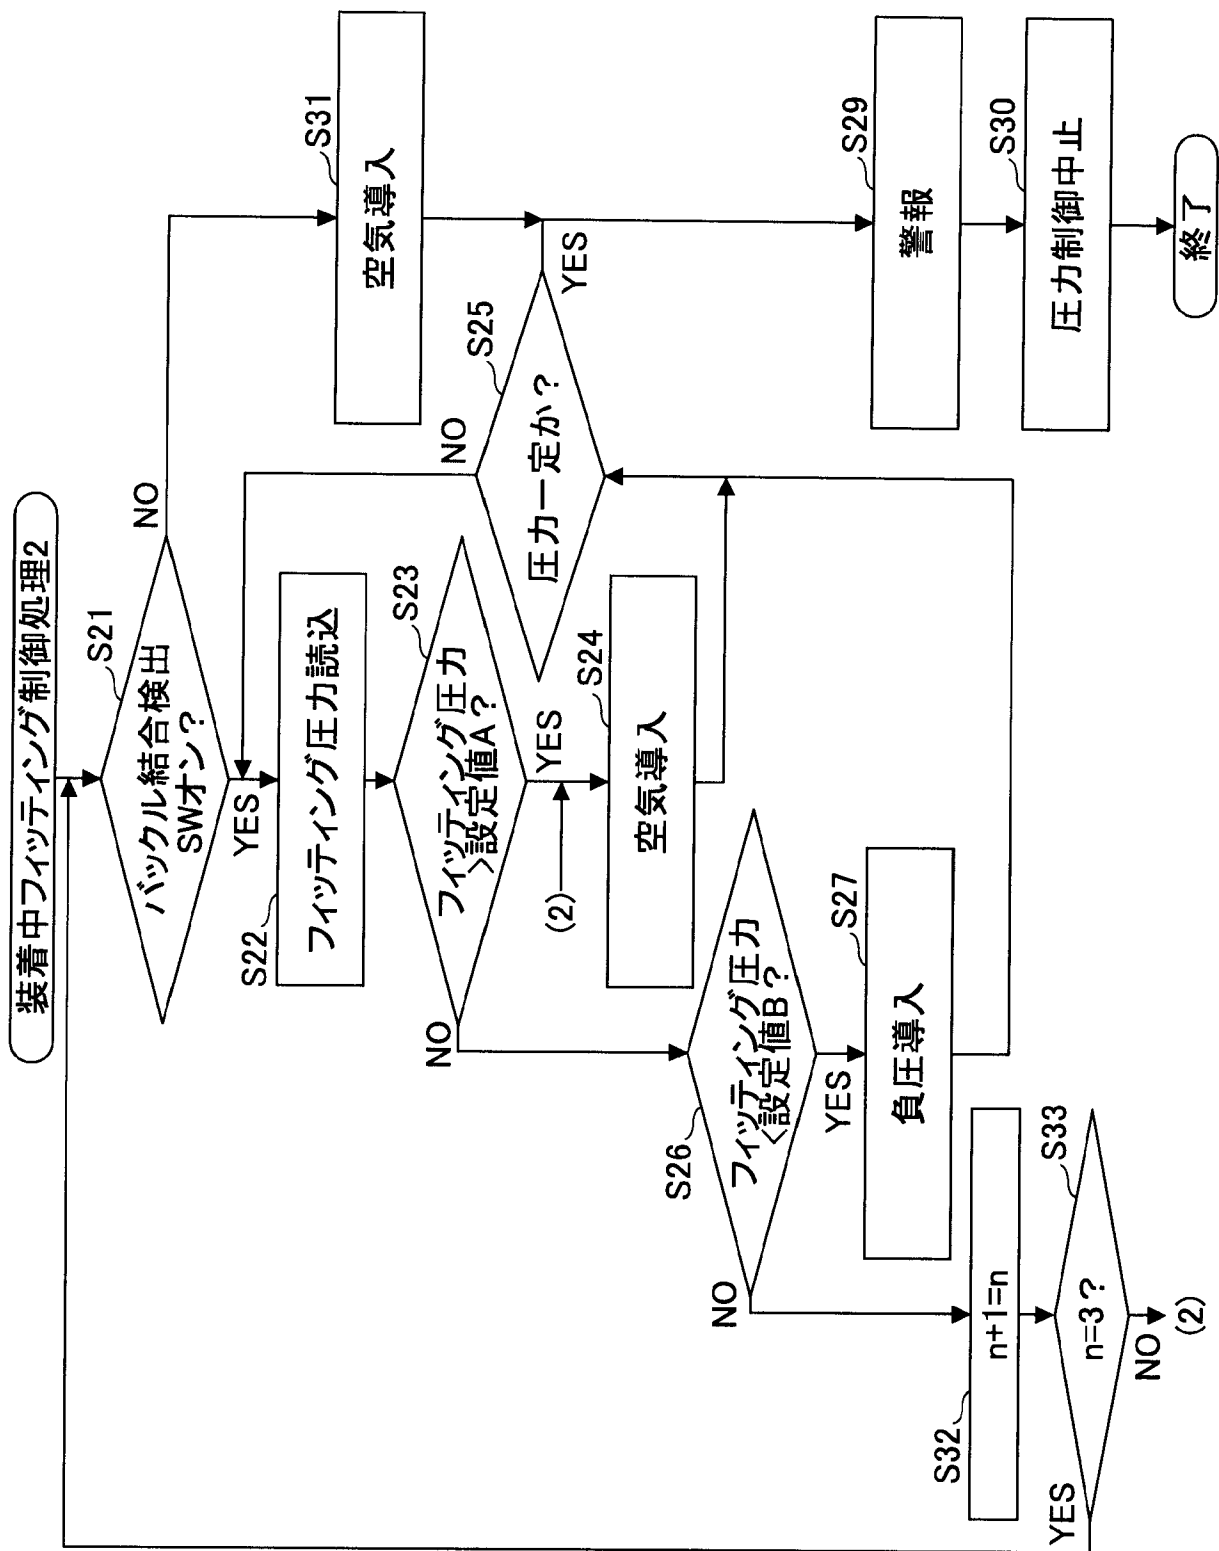 装着中フィッティング制御処理2
S21
バックル結合検出
SWオン?
NO
YES
S22
フィッティング圧力読込
S23
フィッティング圧力
>設定値A?
NO
YES
(2)
S24
空気導入
S25
圧力一定か?
NO
YES
S26
フィッティング圧力
<設定値B?
NO
YES
S27
負圧導入
S31
空気導入
S29
警報
S30
圧力制御中止
終了
S32
n+1=n
S33
n=3?
YES
NO
(2)